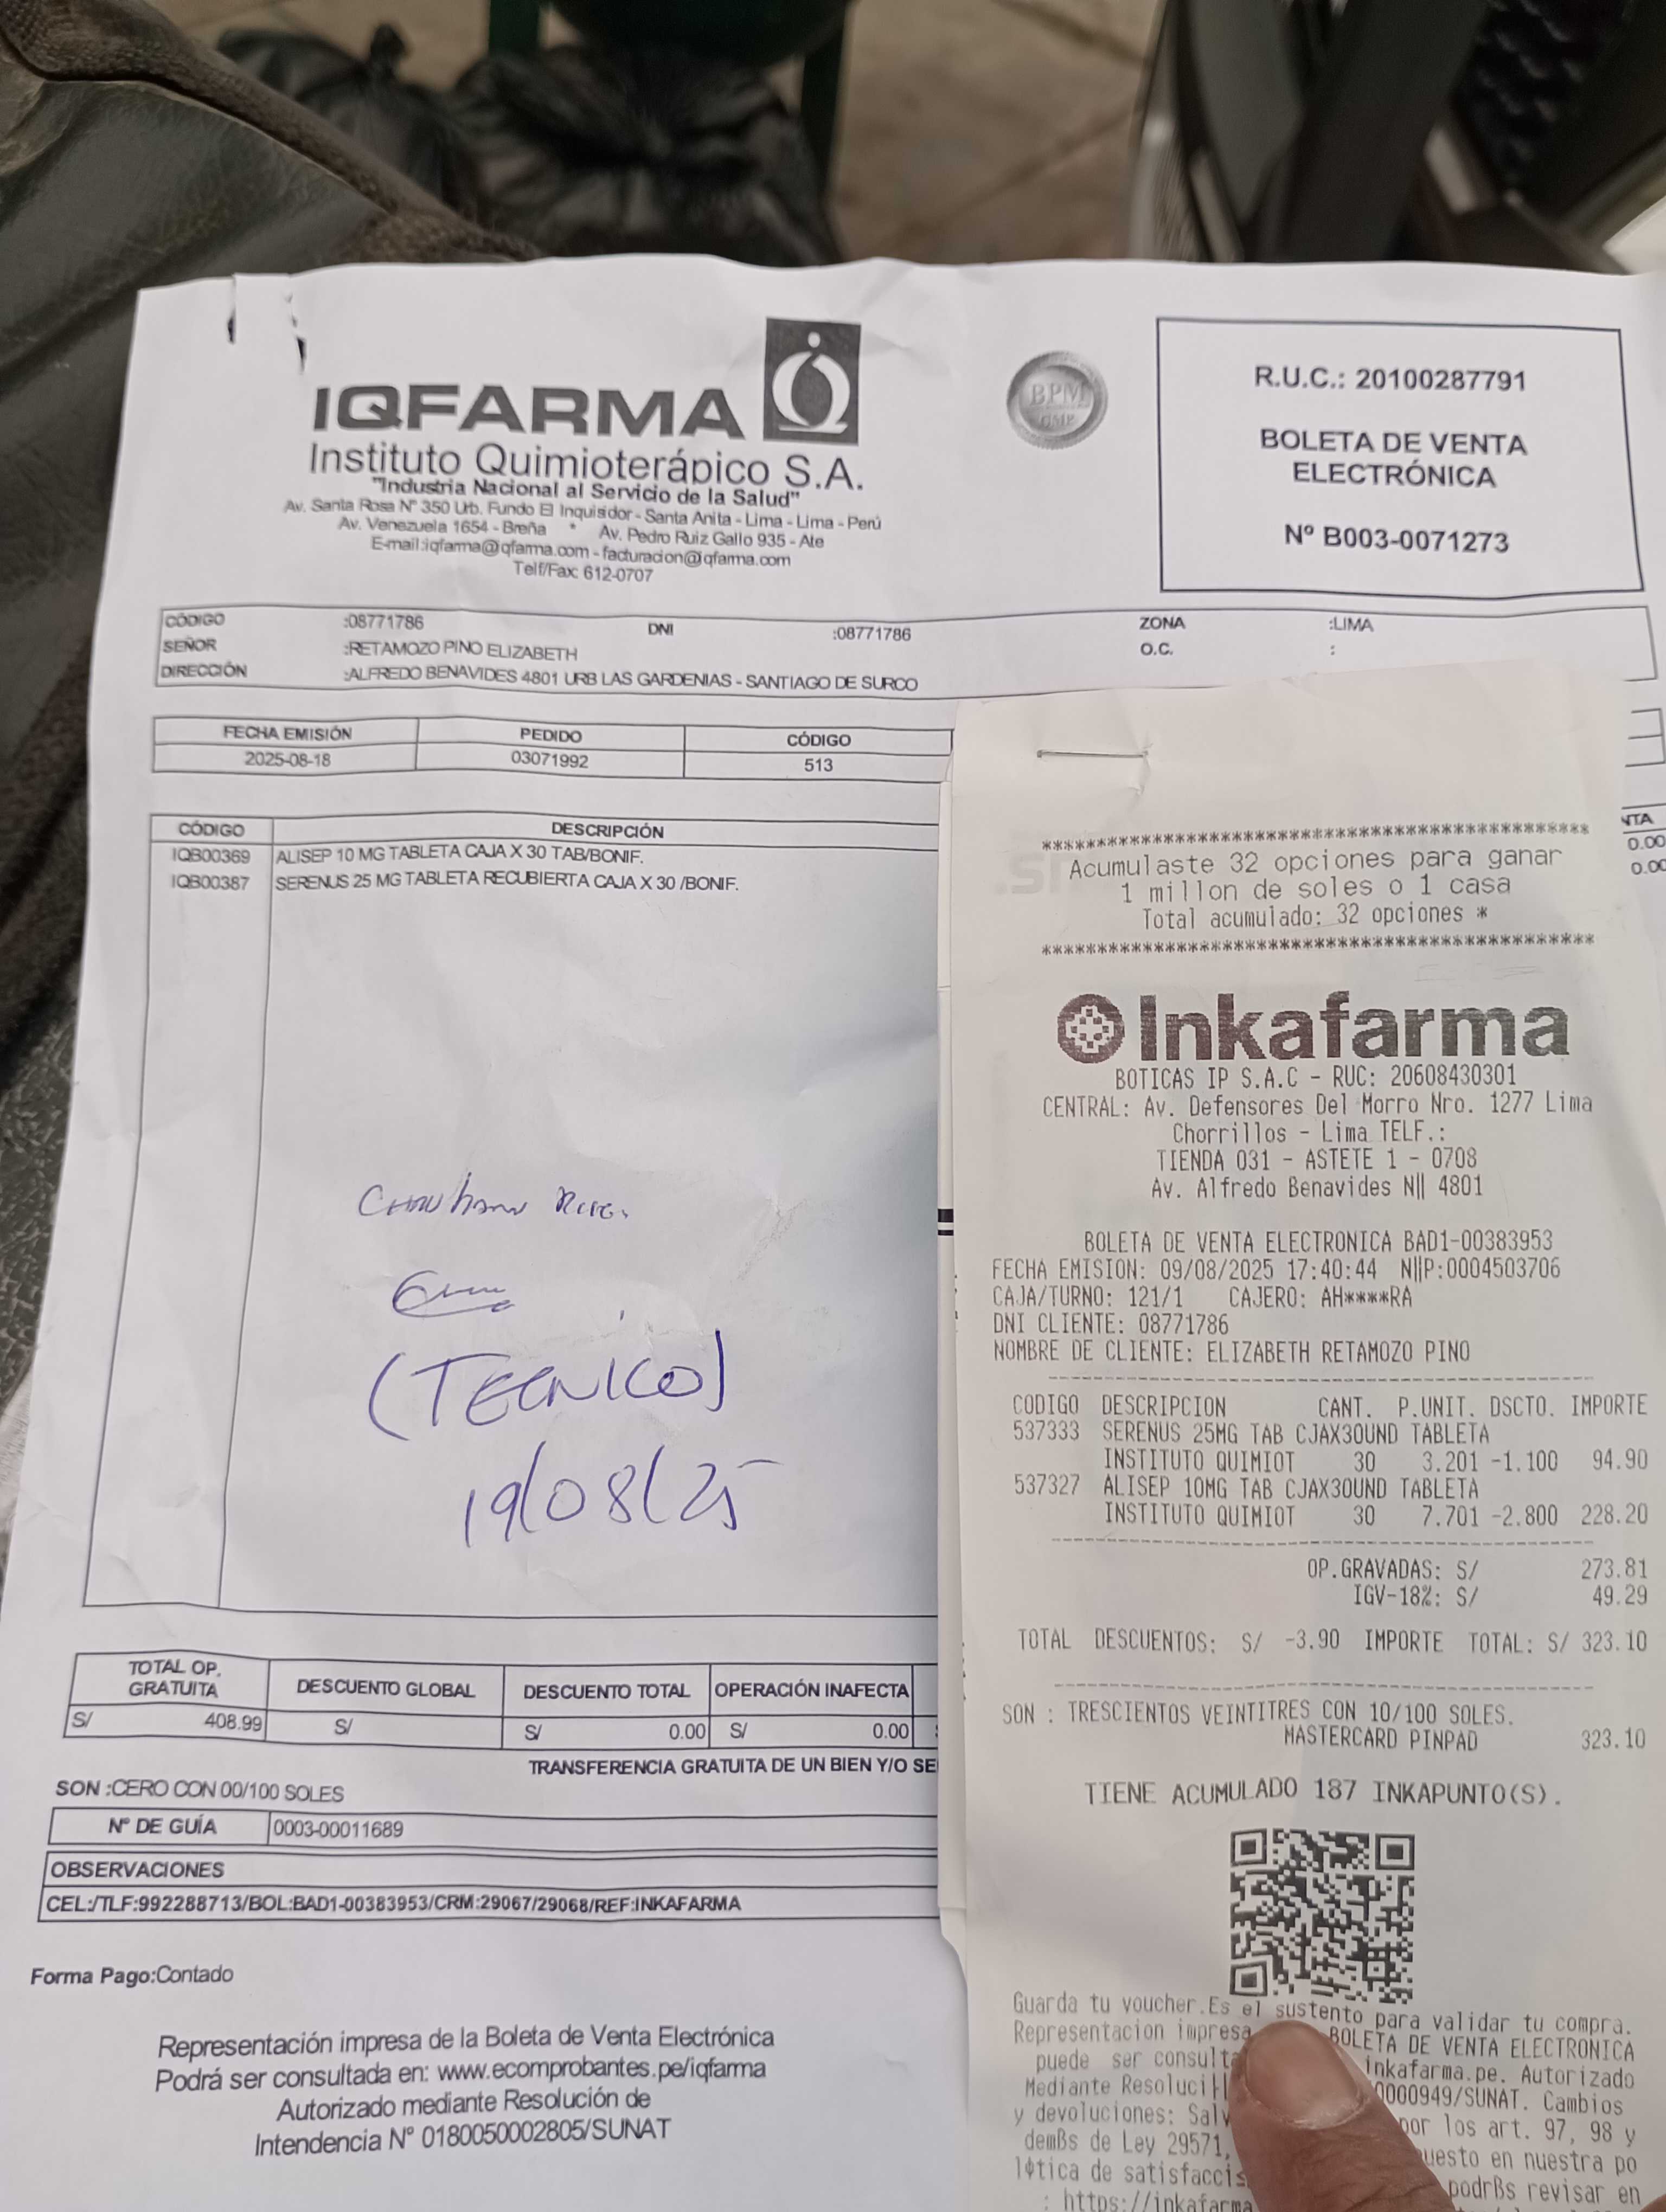 IQFARMA
Instituto Quimioterápico S.A.
"Industria Nacional al Servicio de la Salud"
Av. Santa Rosa N° 350 Urb. Fundo El Inquisidor - Santa Anita - Lima - Lima - Perú
Av. Venezuela 1654 - Breña * Av. Pedro Ruiz Gallo 935 - Ate
E-mail:iqfarma@iqfarma.com - facturacion@iqfarma.com
Telf/Fax: 612-0707
BPM
GMP
R.U.C.: 20100287791
BOLETA DE VENTA
ELECTRÓNICA
Nº B003-0071273
CÓDIGO :08771786 DNI :08771786 ZONA :LIMA
SEÑOR :RETAMOZO PINO ELIZABETH O.C. :
DIRECCIÓN :ALFREDO BENAVIDES 4801 URB LAS GARDENIAS - SANTIAGO DE SURCO
FECHA EMISIÓN PEDIDO CÓDIGO
2025-08-18 03071992 513
CÓDIGO DESCRIPCIÓN
IQB00369 ALISEP 10 MG TABLETA CAJA X 30 TAB/BONIF.
IQB00387 SERENUS 25 MG TABLETA RECUBIERTA CAJA X 30 /BONIF.
NTA
0.00
0.00
(TECNICO)
19/08/25
TOTAL OP. GRATUITA DESCUENTO GLOBAL DESCUENTO TOTAL OPERACIÓN INAFECTA
S/ 408.99 S/ S/ 0.00 S/ 0.00
TRANSFERENCIA GRATUITA DE UN BIEN Y/O SE
SON :CERO CON 00/100 SOLES
N° DE GUÍA 0003-00011689
OBSERVACIONES
CEL:/TLF:992288713/BOL:BAD1-00383953/CRM:29067/29068/REF:INKAFARMA
Forma Pago:Contado
Representación impresa de la Boleta de Venta Electrónica
Podrá ser consultada en: www.ecomprobantes.pe/iqfarma
Autorizado mediante Resolución de
Intendencia N° 0180050002805/SUNAT
*******************************************
Acumulaste 32 opciones para ganar
1 millon de soles o 1 casa
Total acumulado: 32 opciones *
*******************************************
Inkafarma
BOTICAS IP S.A.C - RUC: 20608430301
CENTRAL: Av. Defensores Del Morro Nro. 1277 Lima
Chorrillos - Lima TELF.:
TIENDA 031 - ASTETE 1 - 0708
Av. Alfredo Benavides N|| 4801
BOLETA DE VENTA ELECTRONICA BAD1-00383953
FECHA EMISION: 09/08/2025 17:40:44 N||P:0004503706
CAJA/TURNO: 121/1 CAJERO: AH****RA
DNI CLIENTE: 08771786
NOMBRE DE CLIENTE: ELIZABETH RETAMOZO PINO
CODIGO DESCRIPCION CANT. P.UNIT. DSCTO. IMPORTE
537333 SERENUS 25MG TAB CJAX30UND TABLETA
INSTITUTO QUIMIOT 30 3.201 -1.100 94.90
537327 ALISEP 10MG TAB CJAX30UND TABLETA
INSTITUTO QUIMIOT 30 7.701 -2.800 228.20
OP.GRAVADAS: S/ 273.81
IGV-18%: S/ 49.29
TOTAL DESCUENTOS: S/ -3.90 IMPORTE TOTAL: S/ 323.10
SON : TRESCIENTOS VEINTITRES CON 10/100 SOLES.
MASTERCARD PINPAD 323.10
TIENE ACUMULADO 187 INKAPUNTO(S).
Guarda tu voucher.Es el sustento para validar tu compra.
Representacion impresa BOLETA DE VENTA ELECTRONICA
puede ser consult inkafarma.pe. Autorizado
Mediante Resoluci 0000949/SUNAT. Cambios
y devoluciones: Sal por los art. 97, 98 y
demßs de Ley 29571, uesto en nuestra po
l¢tica de satisfacci podrßs revisar en
: https://inkafarma